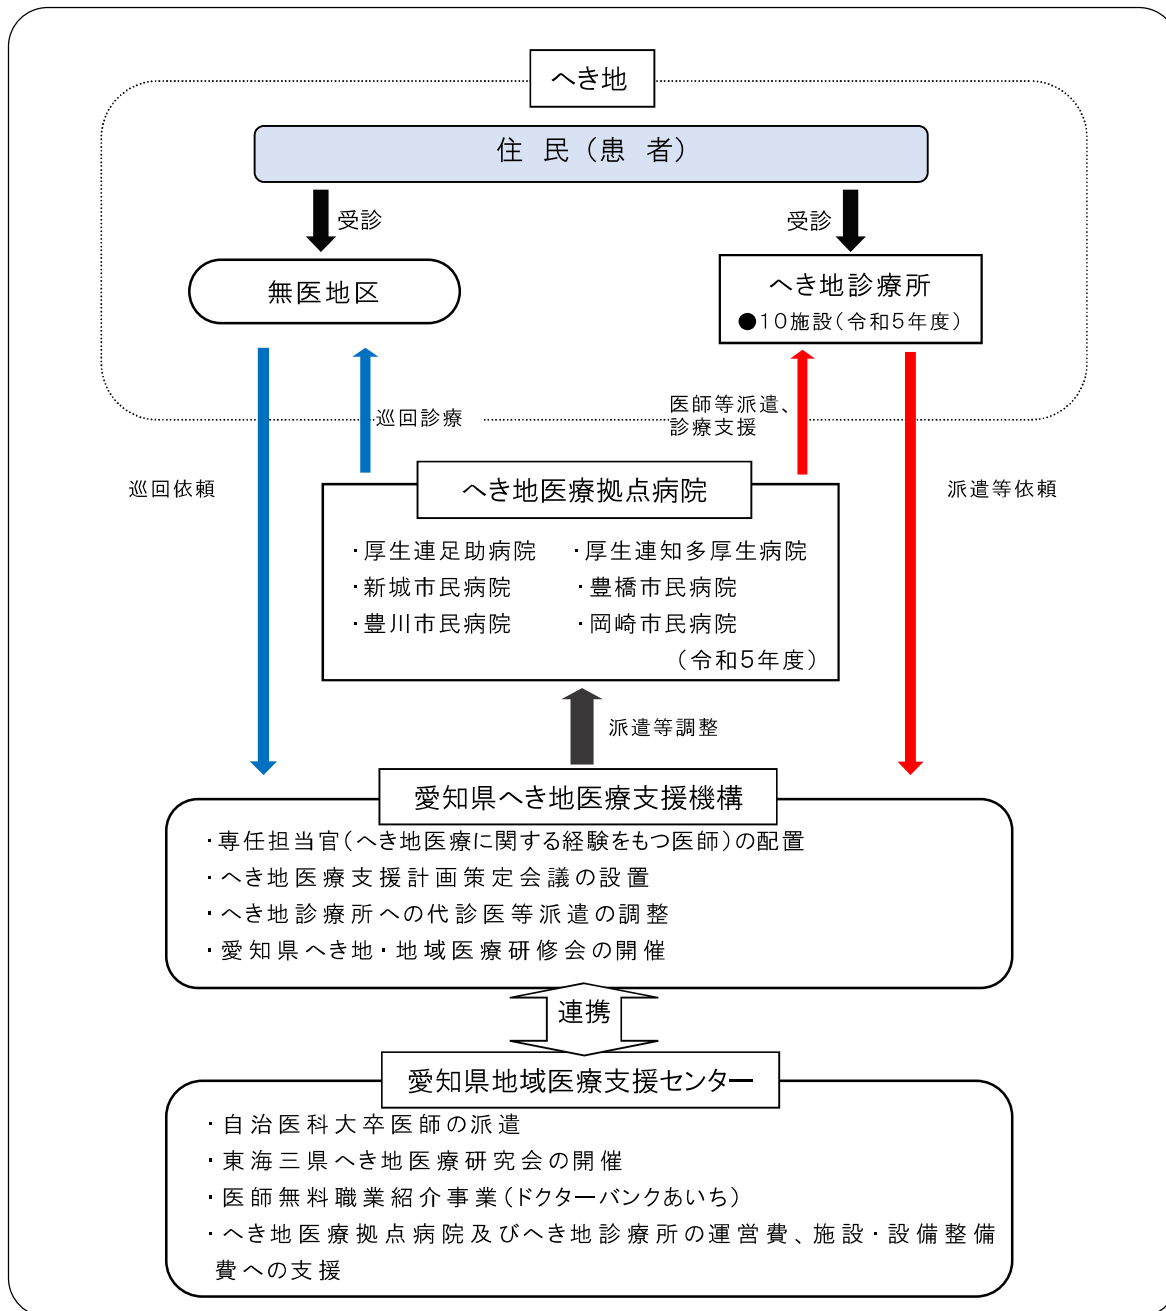 へき地
住民（患者）
受診
受診
無医地区
へき地診療所
●10施設（令和5年度）
巡回診療
医師等派遣、
診療支援
巡回依頼
派遣等依頼
へき地医療拠点病院
・厚生連足助病院 ・厚生連知多厚生病院
・新城市民病院 ・豊橋市民病院
・豊川市民病院 ・岡崎市民病院
（令和5年度）
派遣等調整
愛知県へき地医療支援機構
・専任担当官（へき地医療に関する経験をもつ医師）の配置
・へき地医療支援計画策定会議の設置
・へき地診療所への代診医等派遣の調整
・愛知県へき地・地域医療研修会の開催
連携
愛知県地域医療支援センター
・自治医科大卒医師の派遣
・東海三県へき地医療研究会の開催
・医師無料職業紹介事業（ドクターバンクあいち）
・へき地医療拠点病院及びへき地診療所の運営費、施設・設備整備
費への支援